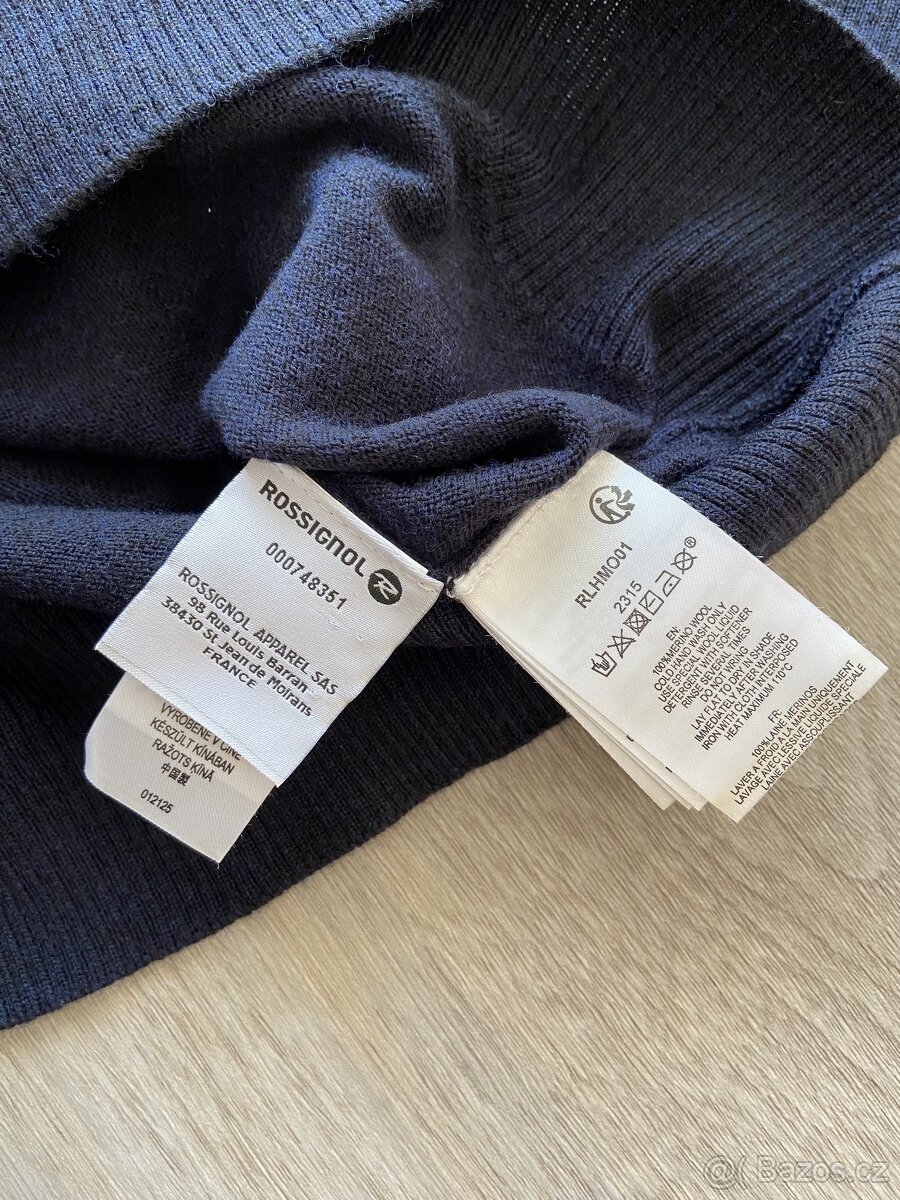 ROSSIGNOL
000748351
ROSSIGNOL APPAREL SAS
98 Rue Louis Barran
38430 St Jean de Moirans
FRANCE
VYROBENE V CINE
KÉSZÜLT KÍNÁBAN
RAŽOTS KĪNĀ
中国製
012125
RLHMO01
2315
EN:
100%MERINO WOOL
COLD HAND WASH ONLY
USE SPECIAL WOOL LIQUID
DETERGENT WITH SOFTENER
RINSE SEVERAL TIMES
DO NOT WRING
LAY FLAT TO DRY IN SHADE
IMMEDIATELY AFTER WASHING
IRON WITH CLOTH INTERPOSED
HEAT MAXIMUM 110°C
FR:
100%LAINE MERINOS
LAVER A FROID A LA MAIN UNIQUEMENT
LAVAGE AVEC LESSIVE LIQUIDE SPECIALE
LAINE AVEC ASSOUPLISSANT
@ Bazos.cz